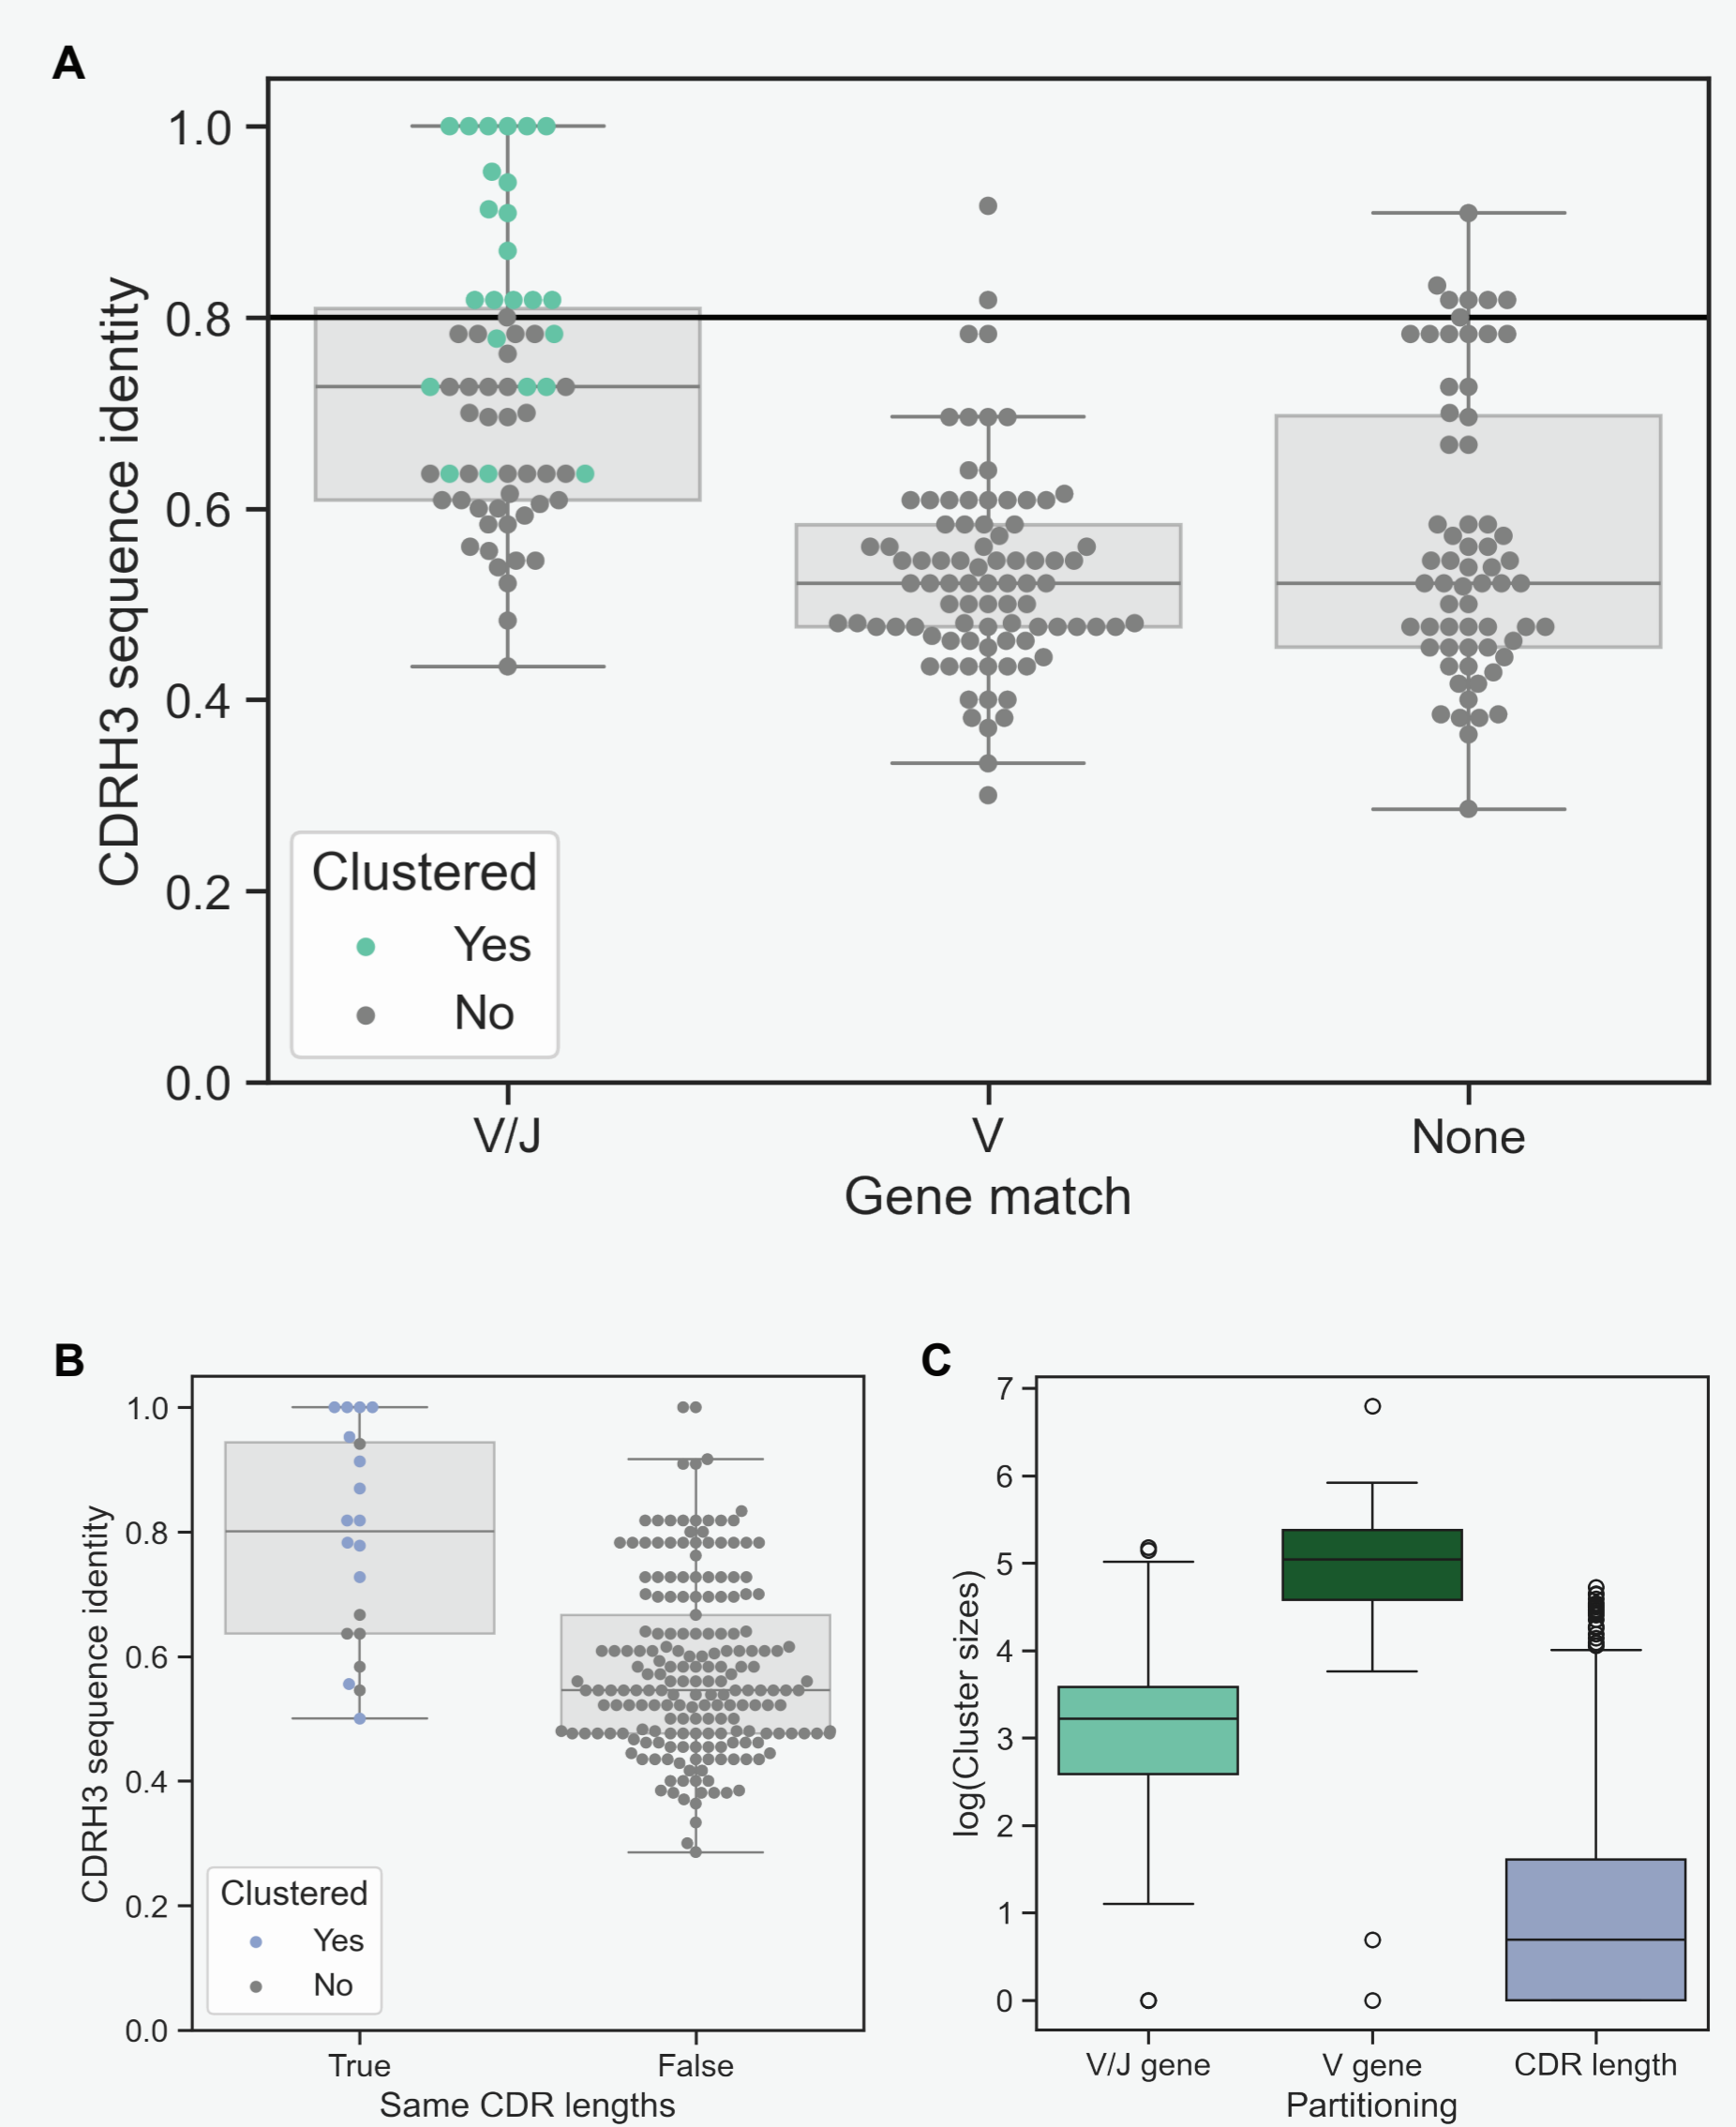 A
1.0
0.8
0.6
0.4
0.2
0.0
CDRH3 sequence identity
Clustered
Yes
No
V/J V None
Gene match
B
1.0
0.8
0.6
0.4
0.2
0.0
CDRH3 sequence identity
Clustered
Yes
No
True False
Same CDR lengths
C
7
6
5
4
3
2
1
0
log(Cluster sizes)
V/J gene V gene CDR length
Partitioning